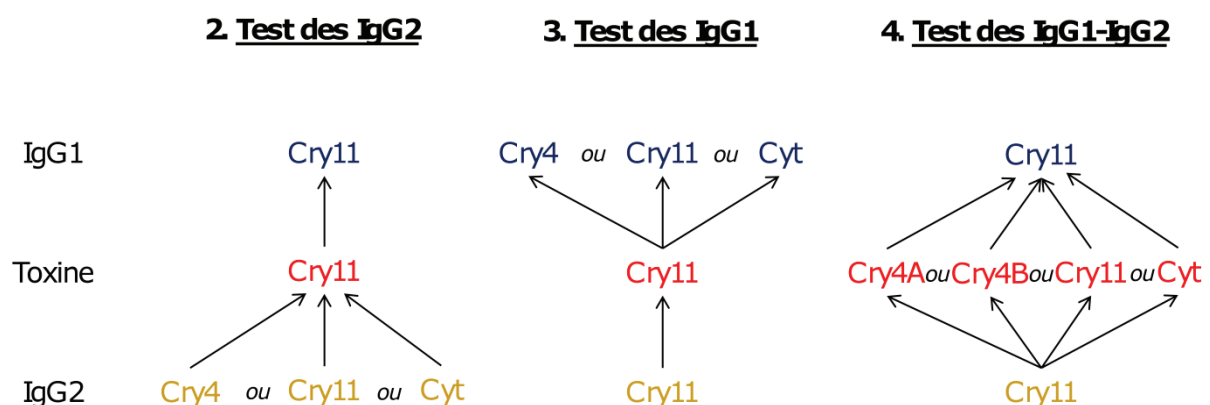 2. Test des IgG2 3. Test des IgG1 4. Test des IgG1-IgG2
IgG1 Cry11 Cry4 ou Cry11 ou Cyt Cry11
Toxine Cry11 Cry11 Cry4A ou Cry4B ou Cry11 ou Cyt
IgG2 Cry4 ou Cry11 ou Cyt Cry11 Cry11